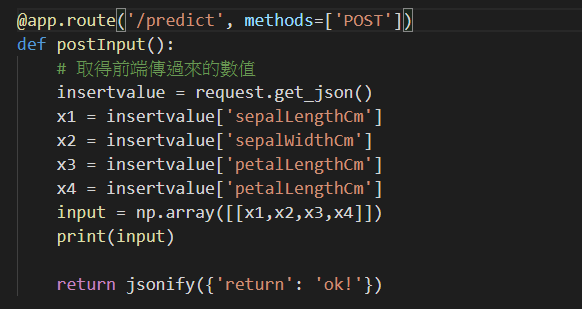 @app.route('/predict', methods=['POST'])
def postInput():
    # 取得前端傳過來的數值
    insertvalue = request.get_json()
    x1 = insertvalue['sepalLengthCm']
    x2 = insertvalue['sepalWidthCm']
    x3 = insertvalue['petalLengthCm']
    x4 = insertvalue['petalLengthCm']
    input = np.array([[x1,x2,x3,x4]])
    print(input)
    return jsonify({'return': 'ok!'})